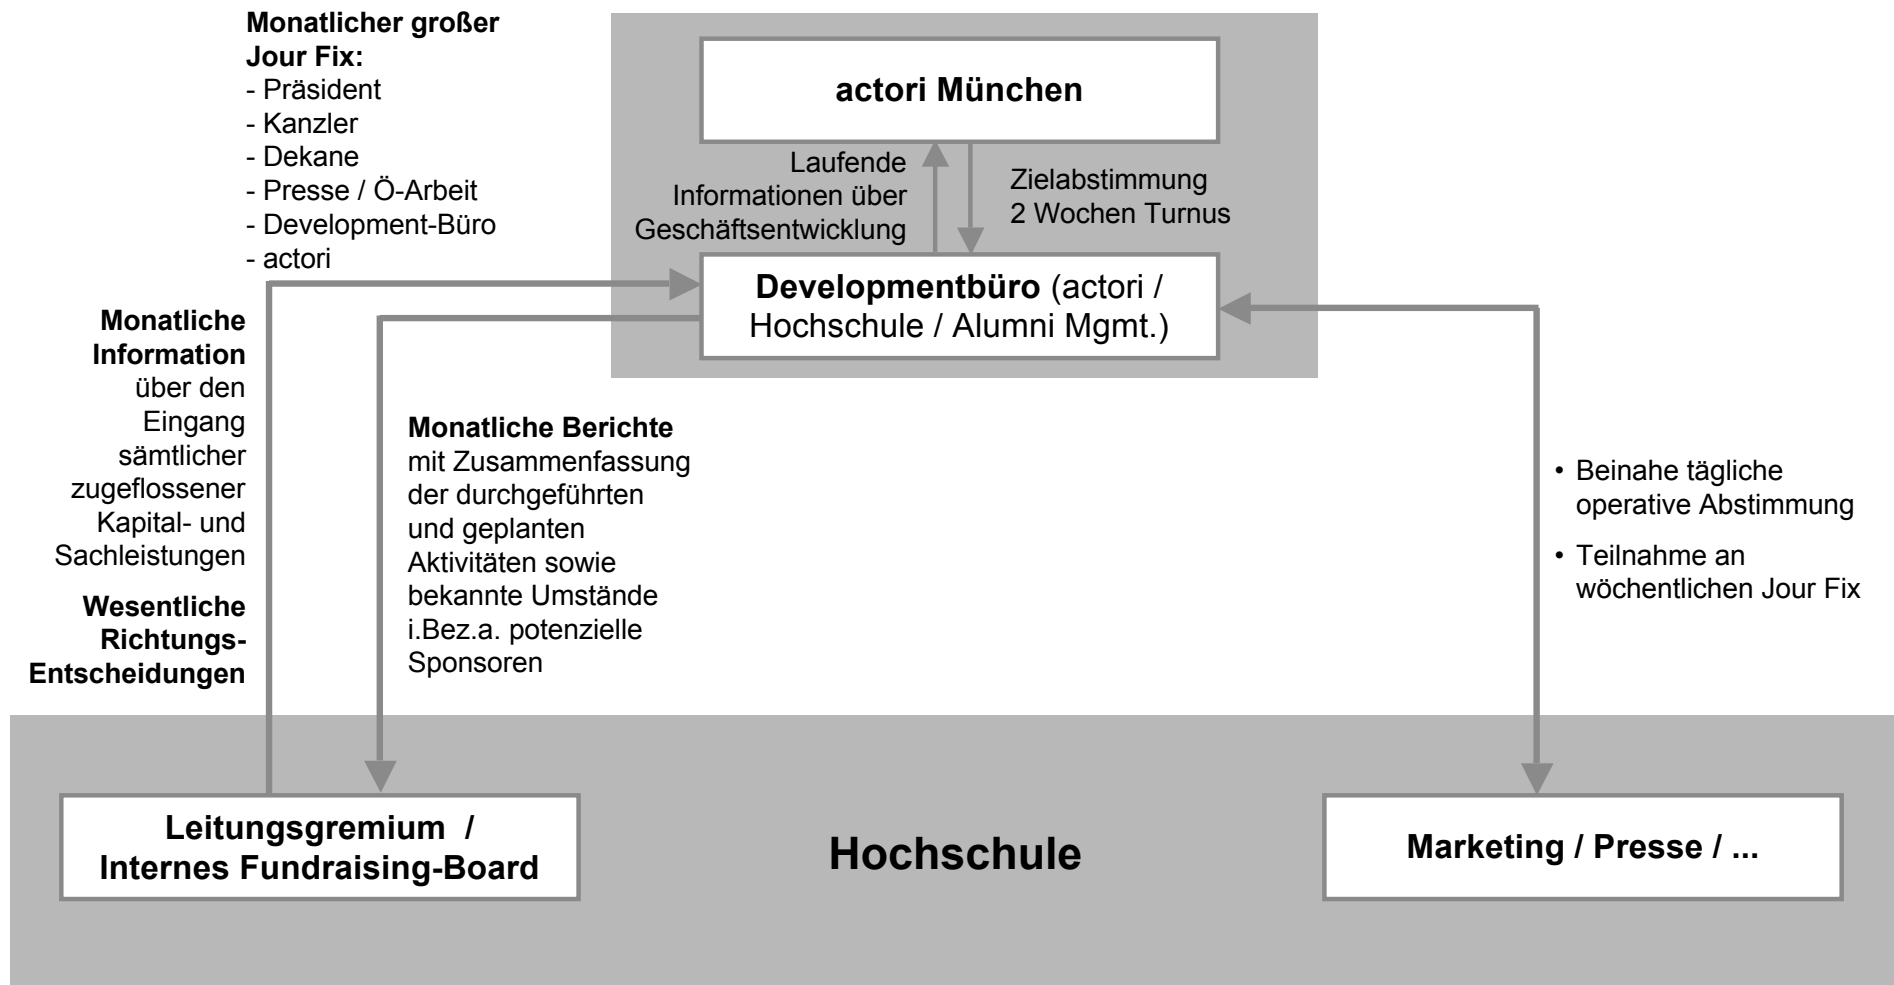 Monatlicher großer
Jour Fix:
- Präsident
- Kanzler
- Dekane
- Presse / Ö-Arbeit
- Development-Büro
- actori
actori München
Laufende
Informationen über
Geschäftsentwicklung
Zielabstimmung
2 Wochen Turnus
Developmentbüro (actori /
Hochschule / Alumni Mgmt.)
Monatliche
Information
über den
Eingang
sämtlicher
zugeflossener
Kapital- und
Sachleistungen
Wesentliche
Richtungs-
Entscheidungen
Monatliche Berichte
mit Zusammenfassung
der durchgeführten
und geplanten
Aktivitäten sowie
bekannte Umstände
i.Bez.a. potenzielle
Sponsoren
• Beinahe tägliche
operative Abstimmung
• Teilnahme an
wöchentlichen Jour Fix
Leitungsgremium /
Internes Fundraising-Board
Hochschule
Marketing / Presse / ...